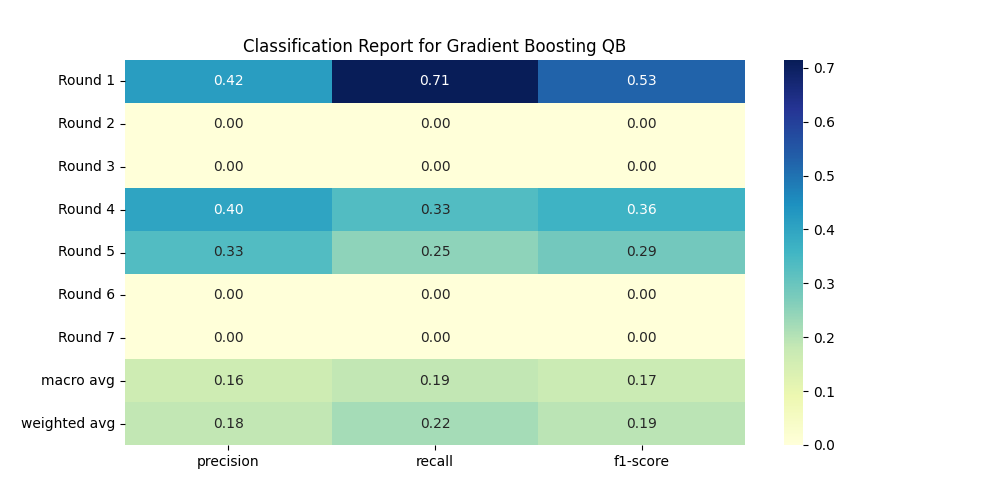 Classification Report for Gradient Boosting QB
Round 1 0.42 0.71 0.53
Round 2 0.00 0.00 0.00
Round 3 0.00 0.00 0.00
Round 4 0.40 0.33 0.36
Round 5 0.33 0.25 0.29
Round 6 0.00 0.00 0.00
Round 7 0.00 0.00 0.00
macro avg 0.16 0.19 0.17
weighted avg 0.18 0.22 0.19
precision recall f1-score
0.7
0.6
0.5
0.4
0.3
0.2
0.1
0.0